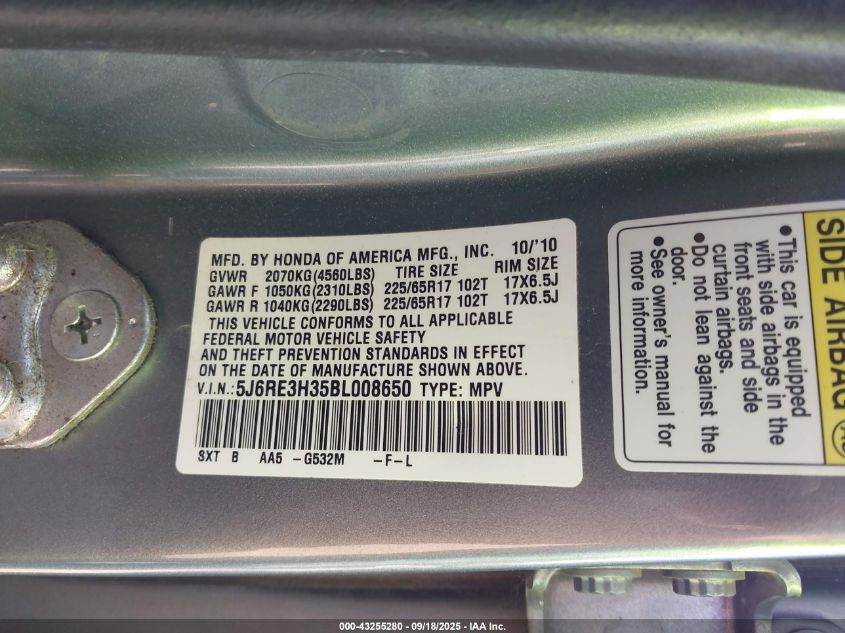 MFD. BY HONDA OF AMERICA MFG., INC. 10/'10
GVWR 2070KG(4560LBS) TIRE SIZE RIM SIZE
GAWR F 1050KG(2310LBS) 225/65R17 102T 17X6.5J
GAWR R 1040KG(2290LBS) 225/65R17 102T 17X6.5J
THIS VEHICLE CONFORMS TO ALL APPLICABLE
FEDERAL MOTOR VEHICLE SAFETY
AND THEFT PREVENTION STANDARDS IN EFFECT
ON THE DATE OF MANUFACTURE SHOWN ABOVE.
V.I.N.:5J6RE3H35BL008650 TYPE: MPV
SXT B AA5 -G532M -F-L
SIDE AIRBAG
•This car is equipped
with side airbags in the
front seats and side
curtain airbags.
•Do not lean against the
door.
•See owner's manual for
more information.
000-43255280 - 09/18/2025 - IAA Inc.